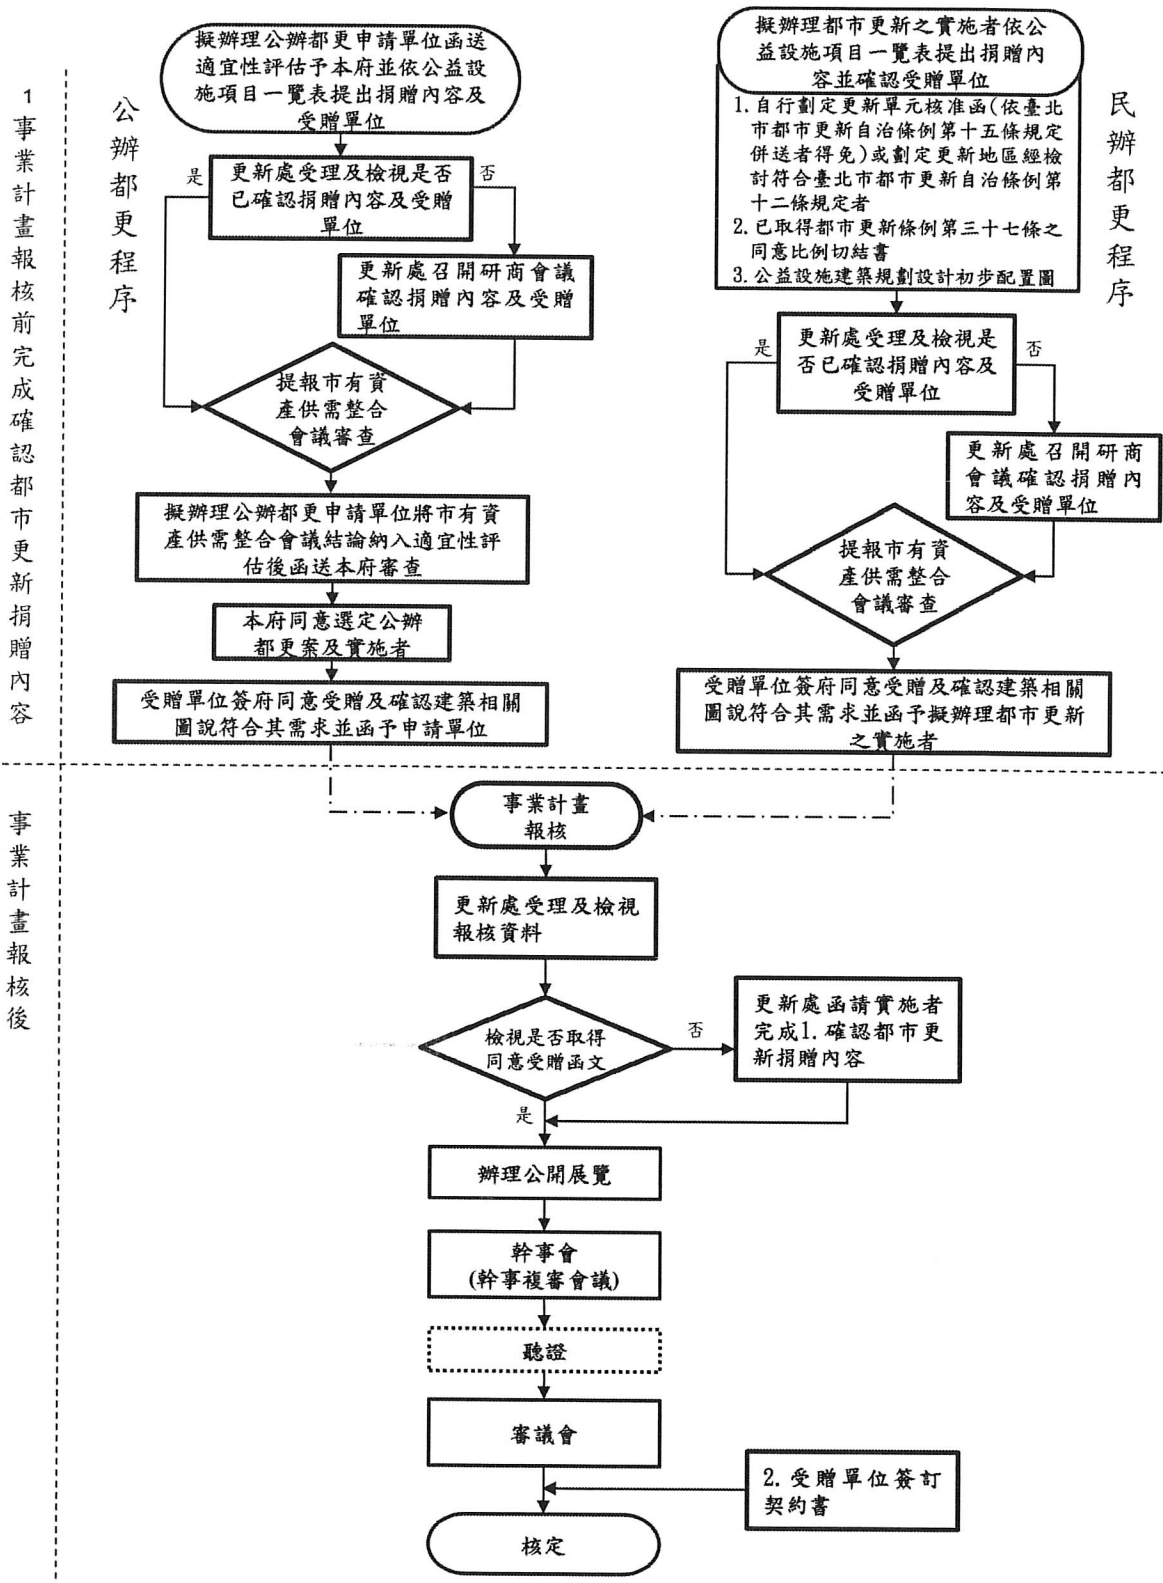 1事業計畫報核前完成確認都市更新捐贈內容
公辦都更程序
擬辦理公辦都更申請單位函送
適宜性評估予本府並依公益設
施項目一覽表提出捐贈內容及
受贈單位
是
更新處受理及檢視是否
已確認捐贈內容及受贈
單位
否
更新處召開研商會議
確認捐贈內容及受贈
單位
提報市有資
產供需整合
會議審查
擬辦理公辦都更申請單位將市有資
產供需整合會議結論納入適宜性評
估後函送本府審查
本府同意選定公辦
都更案及實施者
受贈單位簽府同意受贈及確認建築相關
圖說符合其需求並函予申請單位
民辦都更程序
擬辦理都市更新之實施者依公
益設施項目一覽表提出捐贈內
容並確認受贈單位
1. 自行劃定更新單元核准函(依臺北
市都市更新自治條例第十五條規定
併送者得免)或劃定更新地區經檢
討符合臺北市都市更新自治條例第
十二條規定者
2. 已取得都市更新條例第三十七條之
同意比例切結書
3. 公益設施建築規劃設計初步配置圖
是
更新處受理及檢視是
否已確認捐贈內容及
受贈單位
否
更新處召開研商
會議確認捐贈內
容及受贈單位
提報市有資
產供需整合
會議審查
受贈單位簽府同意受贈及確認建築相關
圖說符合其需求並函予擬辦理都市更新
之實施者
事業計畫報核後
事業計畫
報核
更新處受理及檢視
報核資料
檢視是否取得
同意受贈函文
否
更新處函請實施者
完成1. 確認都市更
新捐贈內容
是
辦理公開展覽
幹事會
(幹事複審會議)
聽證
審議會
2. 受贈單位簽訂
契約書
核定